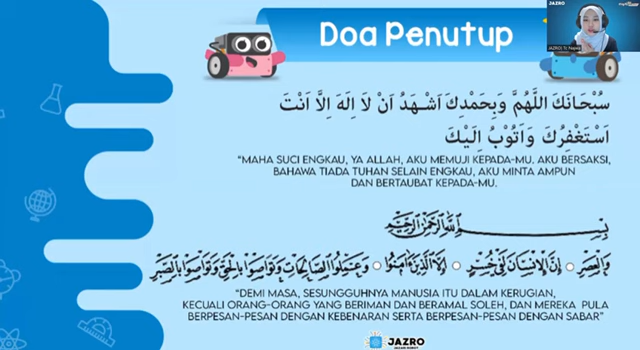 JAZRO
Doa Penutup
سُبْحَانَكَ اللَّهُمَّ وَبِحَمْدِكَ اَشْهَدُ اَنْ لَا اِلَهَ اِلَّا اَنْتَ
اَسْتَغْفِرُكَ وَاَتُوْبُ اِلَيْكَ
“MAHA SUCI ENGKAU, YA ALLAH, AKU MEMUJI KEPADA-MU. AKU BERSAKSI,
BAHAWA TIADA TUHAN SELAIN ENGKAU, AKU MINTA AMPUN
DAN BERTAUBAT KEPADA-MU.
بِسْمِ اللَّهِ الرَّحْمَنِ الرَّحِيمِ
وَالْعَصْرِ إِنَّ الْإِنْسَانَ لَفِي خُسْرٍ إِلَّا الَّذِينَ آمَنُوا وَعَمِلُوا الصَّالِحَاتِ وَتَوَاصَوْا بِالْحَقِّ وَتَوَاصَوْا بِالصَّبْرِ
“DEMI MASA, SESUNGGUHNYA MANUSIA ITU DALAM KERUGIAN,
KECUALI ORANG-ORANG YANG BERIMAN DAN BERAMAL SOLEH, DAN MEREKA PULA
BERPESAN-PESAN DENGAN KEBENARAN SERTA BERPESAN-PESAN DENGAN SABAR”
JAZRO